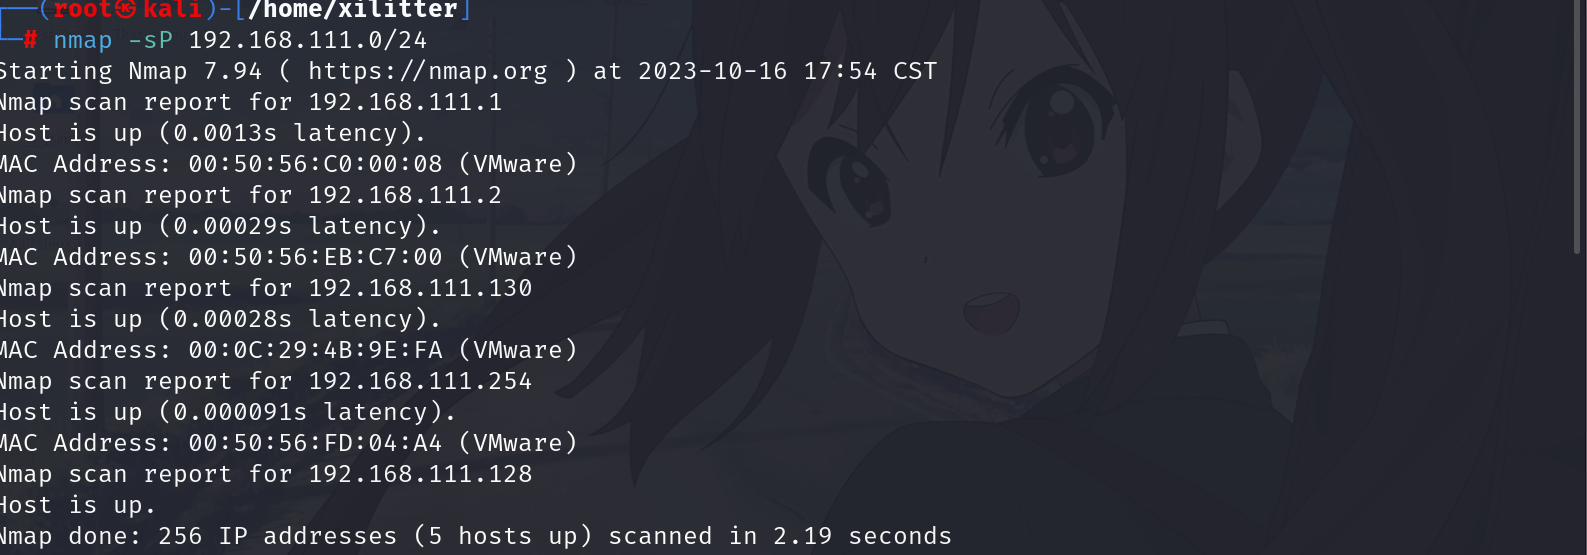 ┌──(root㉿kali)-[/home/xilitter]
└─# nmap -sP 192.168.111.0/24
Starting Nmap 7.94 ( https://nmap.org ) at 2023-10-16 17:54 CST
Nmap scan report for 192.168.111.1
Host is up (0.0013s latency).
MAC Address: 00:50:56:C0:00:08 (VMware)
Nmap scan report for 192.168.111.2
Host is up (0.00029s latency).
MAC Address: 00:50:56:EB:C7:00 (VMware)
Nmap scan report for 192.168.111.130
Host is up (0.00028s latency).
MAC Address: 00:0C:29:4B:9E:FA (VMware)
Nmap scan report for 192.168.111.254
Host is up (0.000091s latency).
MAC Address: 00:50:56:FD:04:A4 (VMware)
Nmap scan report for 192.168.111.128
Host is up.
Nmap done: 256 IP addresses (5 hosts up) scanned in 2.19 seconds